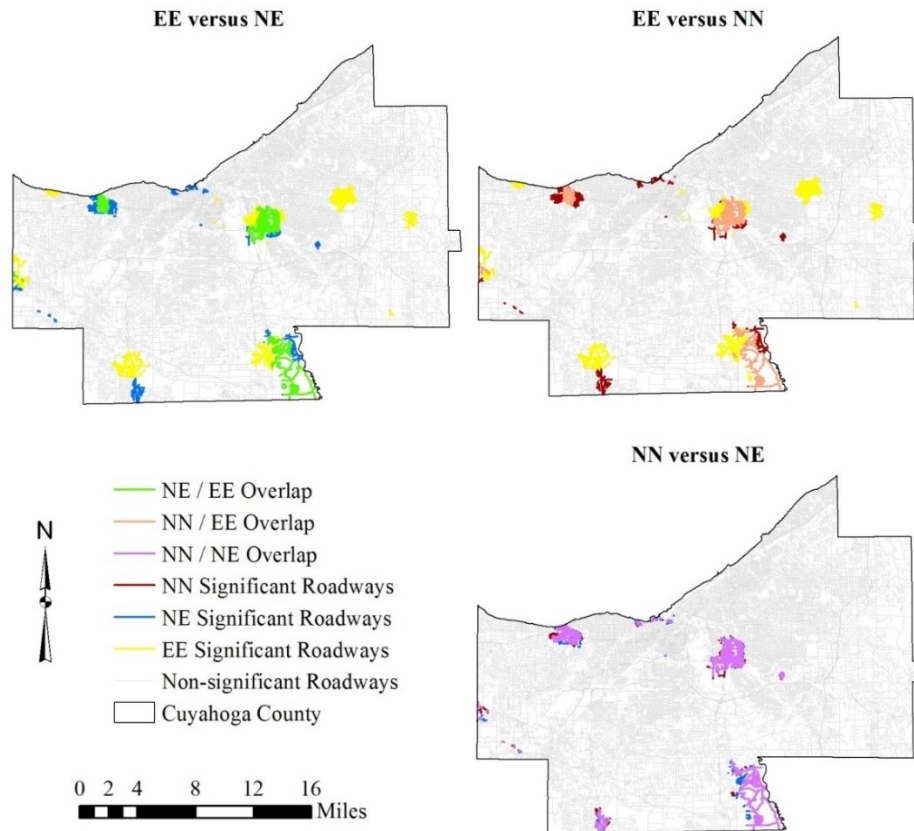 EE versus NE
EE versus NN
NN versus NE
NE / EE Overlap
NN / EE Overlap
NN / NE Overlap
NN Significant Roadways
NE Significant Roadways
EE Significant Roadways
Non-significant Roadways
Cuyahoga County
N
0 2 4 8 12 16
Miles